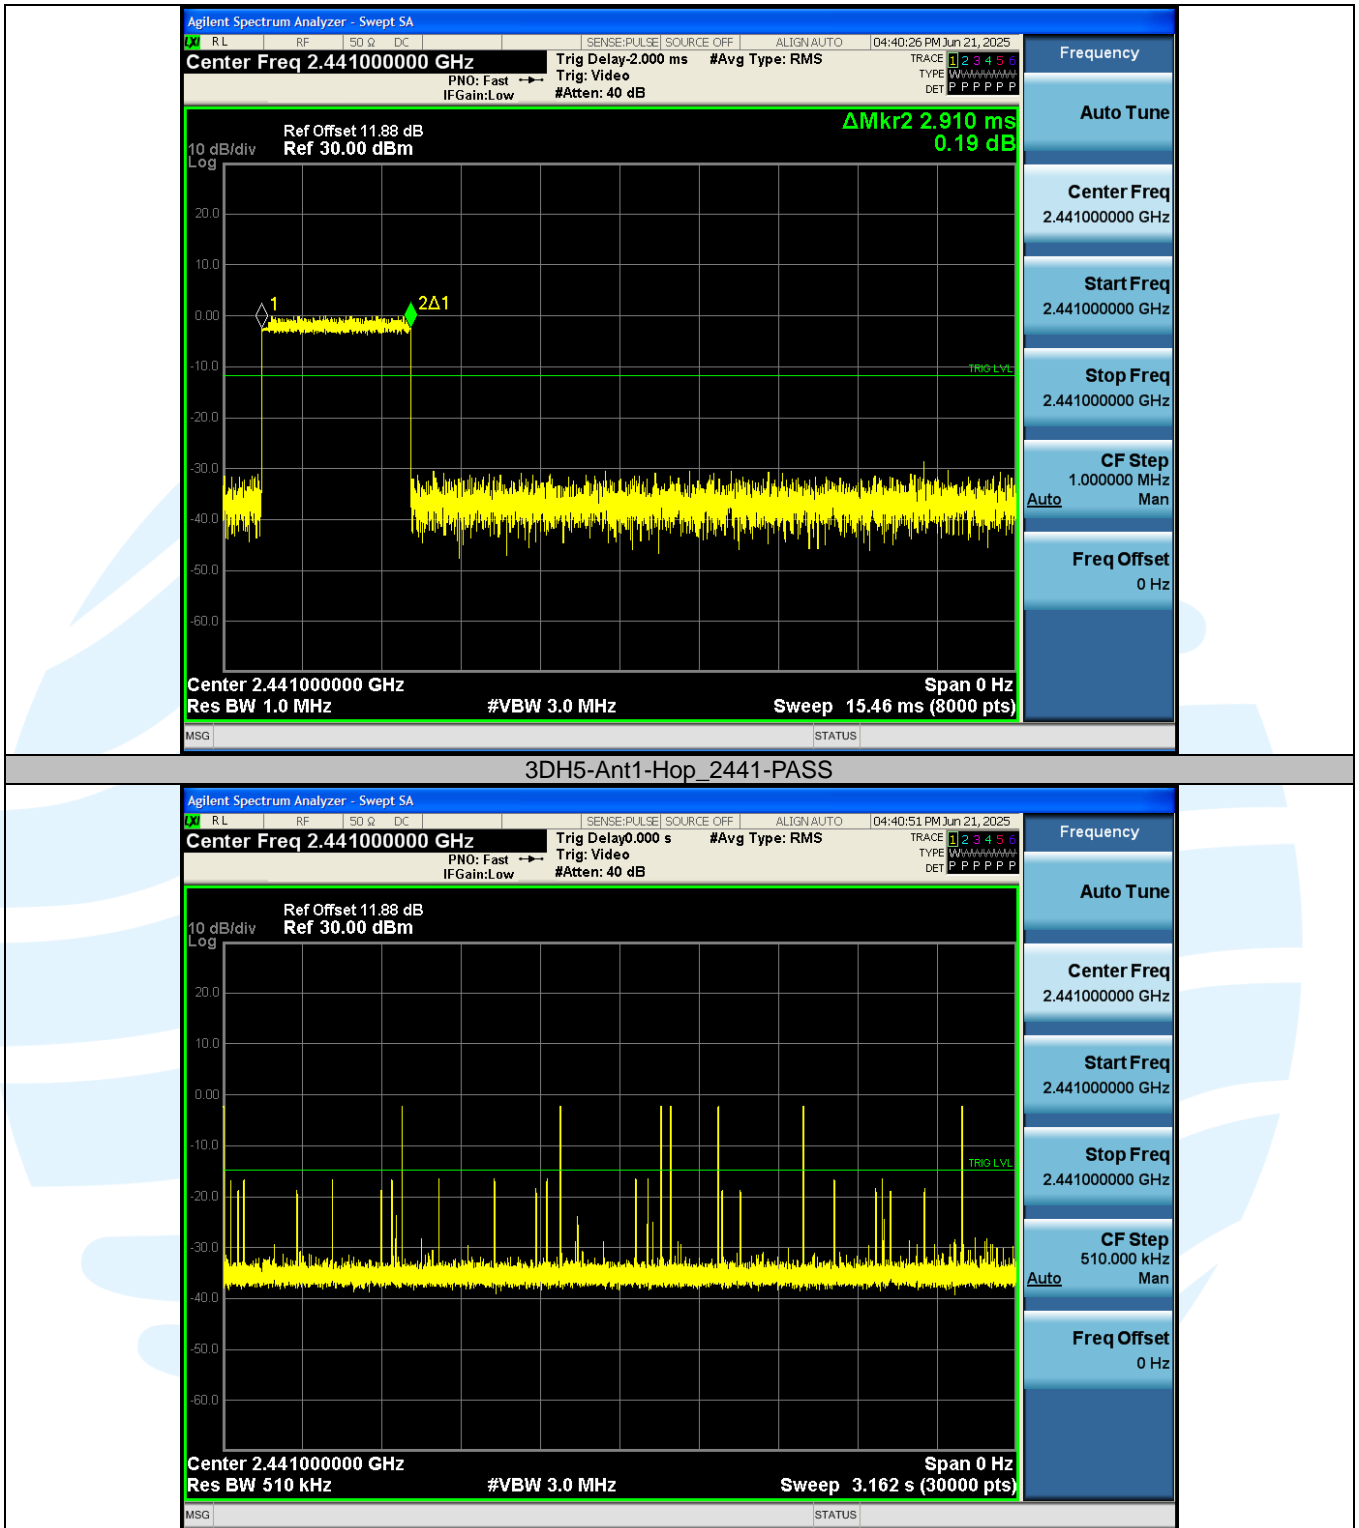 Agilent Spectrum Analyzer - Swept SA
LXI RL RF 50 Ω DC SENSE:PULSE SOURCE OFF ALIGN AUTO 04:40:26 PM Jun 21, 2025
Center Freq 2.441000000 GHz
PNO: Fast
IFGain:Low
Trig Delay-2.000 ms
Trig: Video
#Atten: 40 dB
#Avg Type: RMS
TRACE 1 2 3 4 5 6
TYPE WWWWWW
DET P P P P P P
ΔMkr2 2.910 ms
0.19 dB
Ref Offset 11.88 dB
10 dB/div Ref 30.00 dBm
Log
20.0
10.0
0.00
1
2Δ1
-10.0
TRIG LVL
-20.0
-30.0
-40.0
-50.0
-60.0
Center 2.441000000 GHz Span 0 Hz
Res BW 1.0 MHz #VBW 3.0 MHz Sweep 15.46 ms (8000 pts)
MSG STATUS
Frequency
Auto Tune
Center Freq
2.441000000 GHz
Start Freq
2.441000000 GHz
Stop Freq
2.441000000 GHz
CF Step
1.000000 MHz
Auto Man
Freq Offset
0 Hz
3DH5-Ant1-Hop_2441-PASS
Agilent Spectrum Analyzer - Swept SA
LXI RL RF 50 Ω DC SENSE:PULSE SOURCE OFF ALIGN AUTO 04:40:51 PM Jun 21, 2025
Center Freq 2.441000000 GHz
PNO: Fast
IFGain:Low
Trig Delay0.000 s
Trig: Video
#Atten: 40 dB
#Avg Type: RMS
TRACE 1 2 3 4 5 6
TYPE WWWWWW
DET P P P P P P
Ref Offset 11.88 dB
10 dB/div Ref 30.00 dBm
Log
20.0
10.0
0.00
-10.0
TRIG LVL
-20.0
-30.0
-40.0
-50.0
-60.0
Center 2.441000000 GHz Span 0 Hz
Res BW 510 kHz #VBW 3.0 MHz Sweep 3.162 s (30000 pts)
MSG STATUS
Frequency
Auto Tune
Center Freq
2.441000000 GHz
Start Freq
2.441000000 GHz
Stop Freq
2.441000000 GHz
CF Step
510.000 kHz
Auto Man
Freq Offset
0 Hz